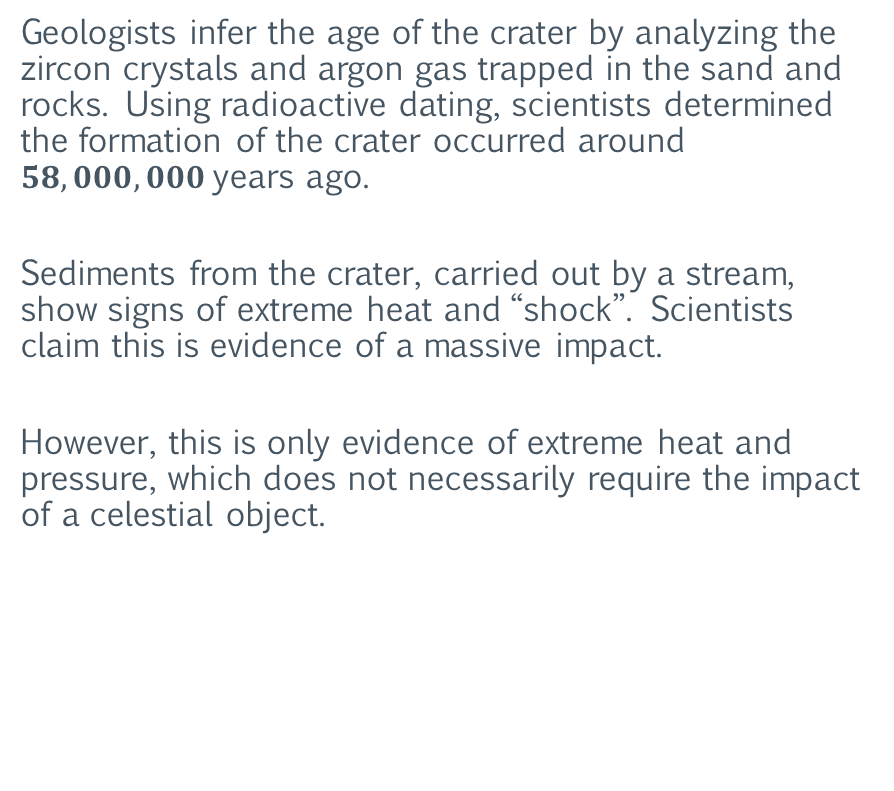 Geologists infer the age of the crater by analyzing the
zircon crystals and argon gas trapped in the sand and
rocks. Using radioactive dating, scientists determined
the formation of the crater occurred around
58,000,000 years ago.
Sediments from the crater, carried out by a stream,
show signs of extreme heat and “shock”. Scientists
claim this is evidence of a massive impact.
However, this is only evidence of extreme heat and
pressure, which does not necessarily require the impact
of a celestial object.